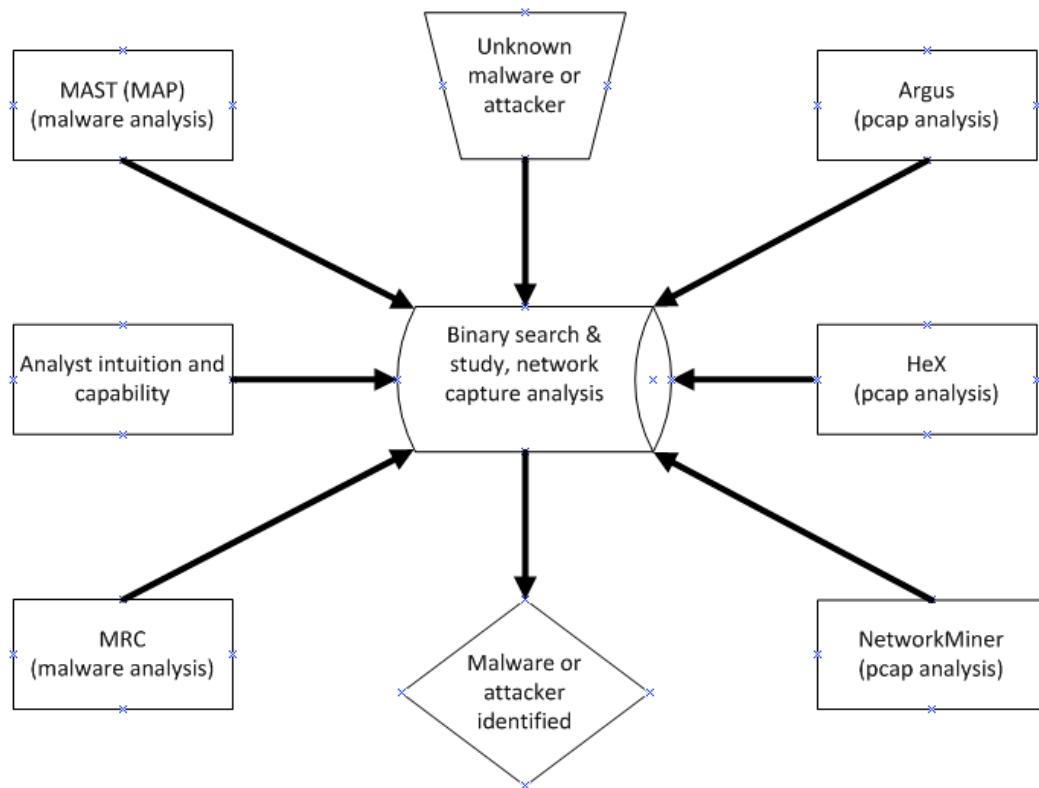 MAST (MAP)
(malware analysis)
Unknown
malware or
attacker
Argus
(pcap analysis)
Analyst intuition and
capability
Binary search &
study, network
capture analysis
HeX
(pcap analysis)
MRC
(malware analysis)
Malware or
attacker
identified
NetworkMiner
(pcap analysis)